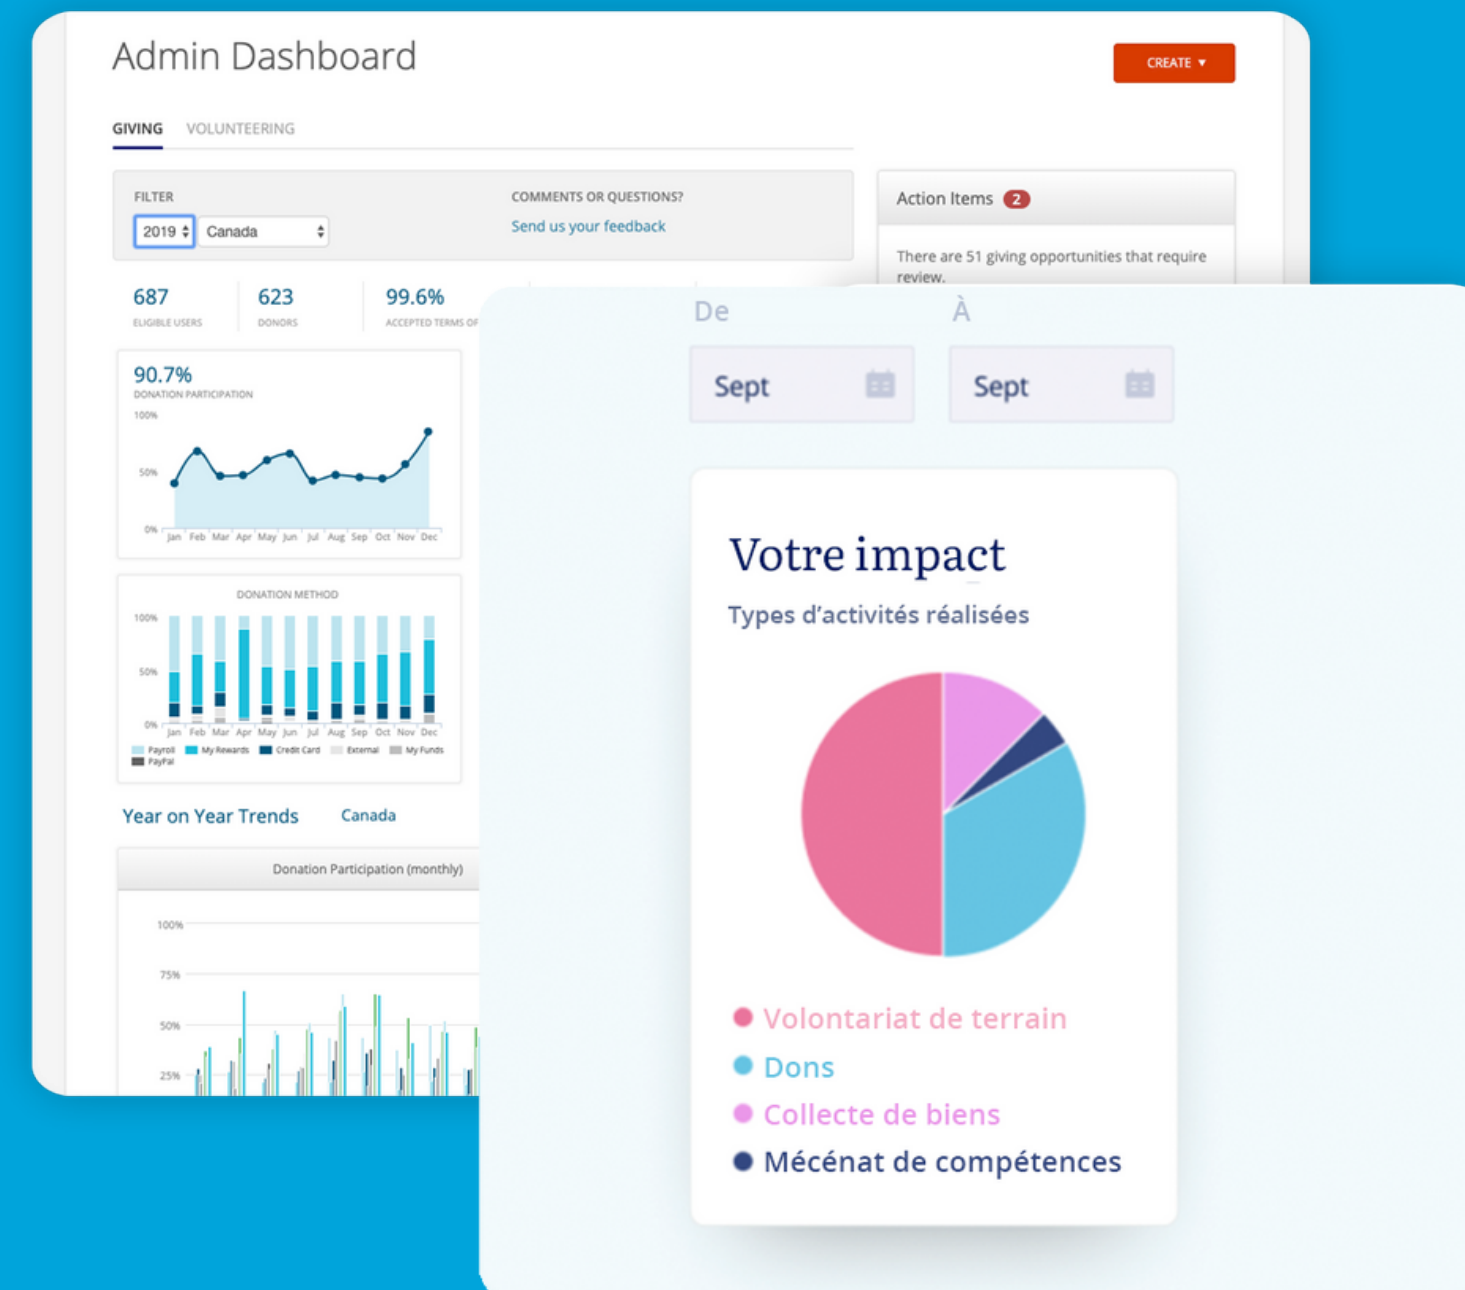 Admin Dashboard
CREATE ▼
GIVING VOLUNTEERING
FILTER
2019 Canada
COMMENTS OR QUESTIONS?
Send us your feedback
Action Items 2
There are 51 giving opportunities that require
review.
687
ELIGIBLE USERS
623
DONORS
99.6%
ACCEPTED TERMS OF
90.7%
DONATION PARTICIPATION
100%
50%
0%
Jan Feb Mar Apr May Jun Jul Aug Sep Oct Nov Dec
DONATION METHOD
100%
50%
0%
Jan Feb Mar Apr May Jun Jul Aug Sep Oct Nov Dec
Payroll My Rewards Credit Card External My Funds
PayPal
Year on Year Trends Canada
Donation Participation (monthly)
100%
75%
50%
25%
De À
Sept Sept
Votre impact
Types d’activités réalisées
Volontariat de terrain
Dons
Collecte de biens
Mécénat de compétences